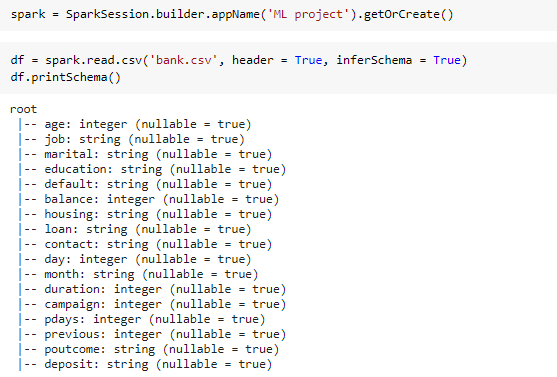 spark = SparkSession.builder.appName('ML project').getOrCreate()
df = spark.read.csv('bank.csv', header = True, inferSchema = True)
df.printSchema()
root
|-- age: integer (nullable = true)
|-- job: string (nullable = true)
|-- marital: string (nullable = true)
|-- education: string (nullable = true)
|-- default: string (nullable = true)
|-- balance: integer (nullable = true)
|-- housing: string (nullable = true)
|-- loan: string (nullable = true)
|-- contact: string (nullable = true)
|-- day: integer (nullable = true)
|-- month: string (nullable = true)
|-- duration: integer (nullable = true)
|-- campaign: integer (nullable = true)
|-- pdays: integer (nullable = true)
|-- previous: integer (nullable = true)
|-- poutcome: string (nullable = true)
|-- deposit: string (nullable = true)